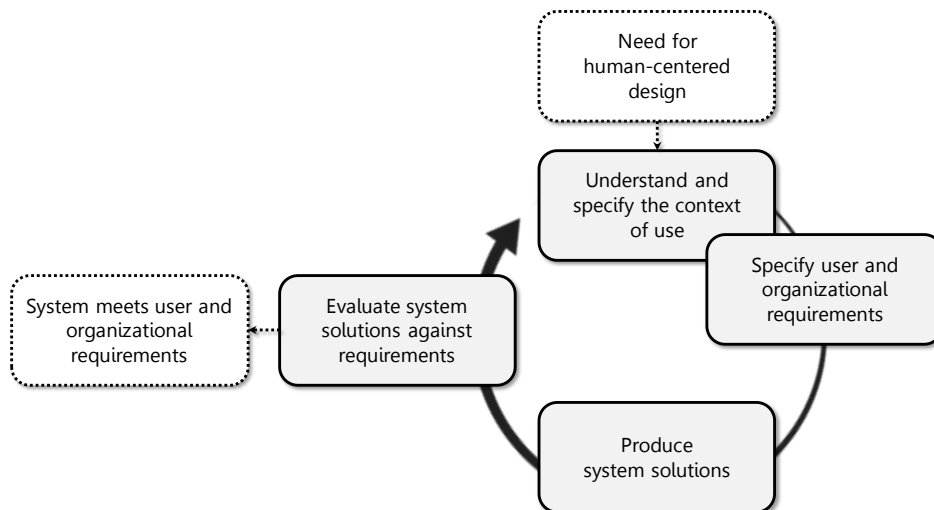 Need for
human-centered
design
Understand and
specify the context
of use
Specify user and
organizational
requirements
Produce
system solutions
Evaluate system
solutions against
requirements
System meets user and
organizational
requirements